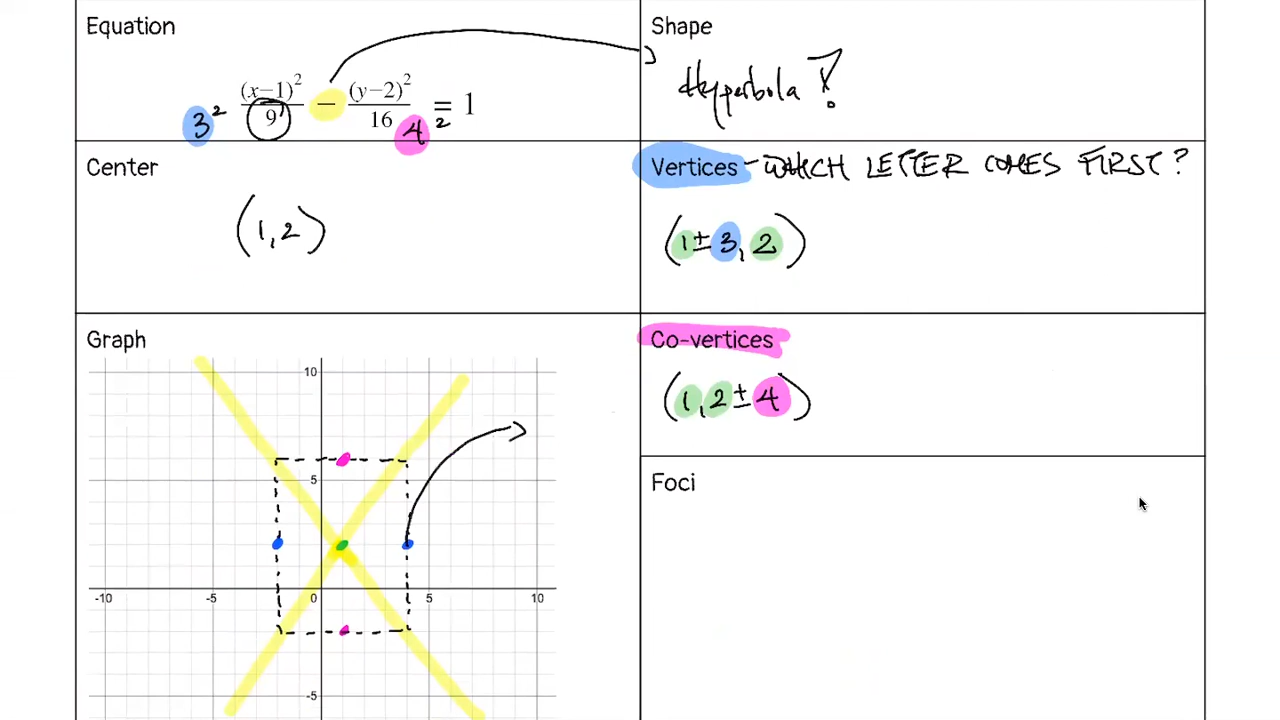 Equation
(x−1)² / 9 − (y−2)² / 16 = 1
3² 4²
Shape
Hyperbola!
Center
(1, 2)
Vertices - WHICH LETTER COMES FIRST?
(1 ± 3, 2)
Graph
10
5
-10 -5 0 5 10
-5
Co-vertices
(1, 2 ± 4)
Foci